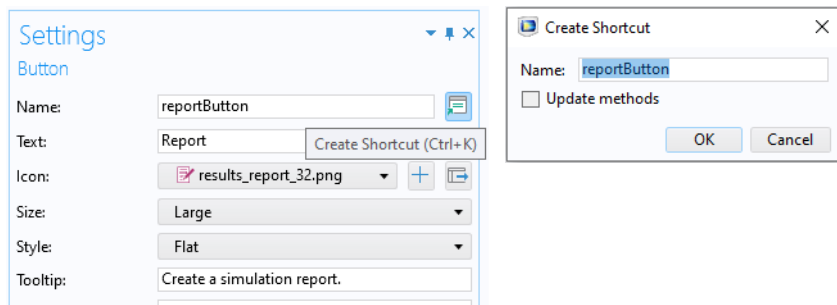 Settings
Button
Name: reportButton
Text: Report
Create Shortcut (Ctrl+K)
Icon: results_report_32.png
Size: Large
Style: Flat
Tooltip: Create a simulation report.
Create Shortcut
Name: reportButton
Update methods
OK Cancel